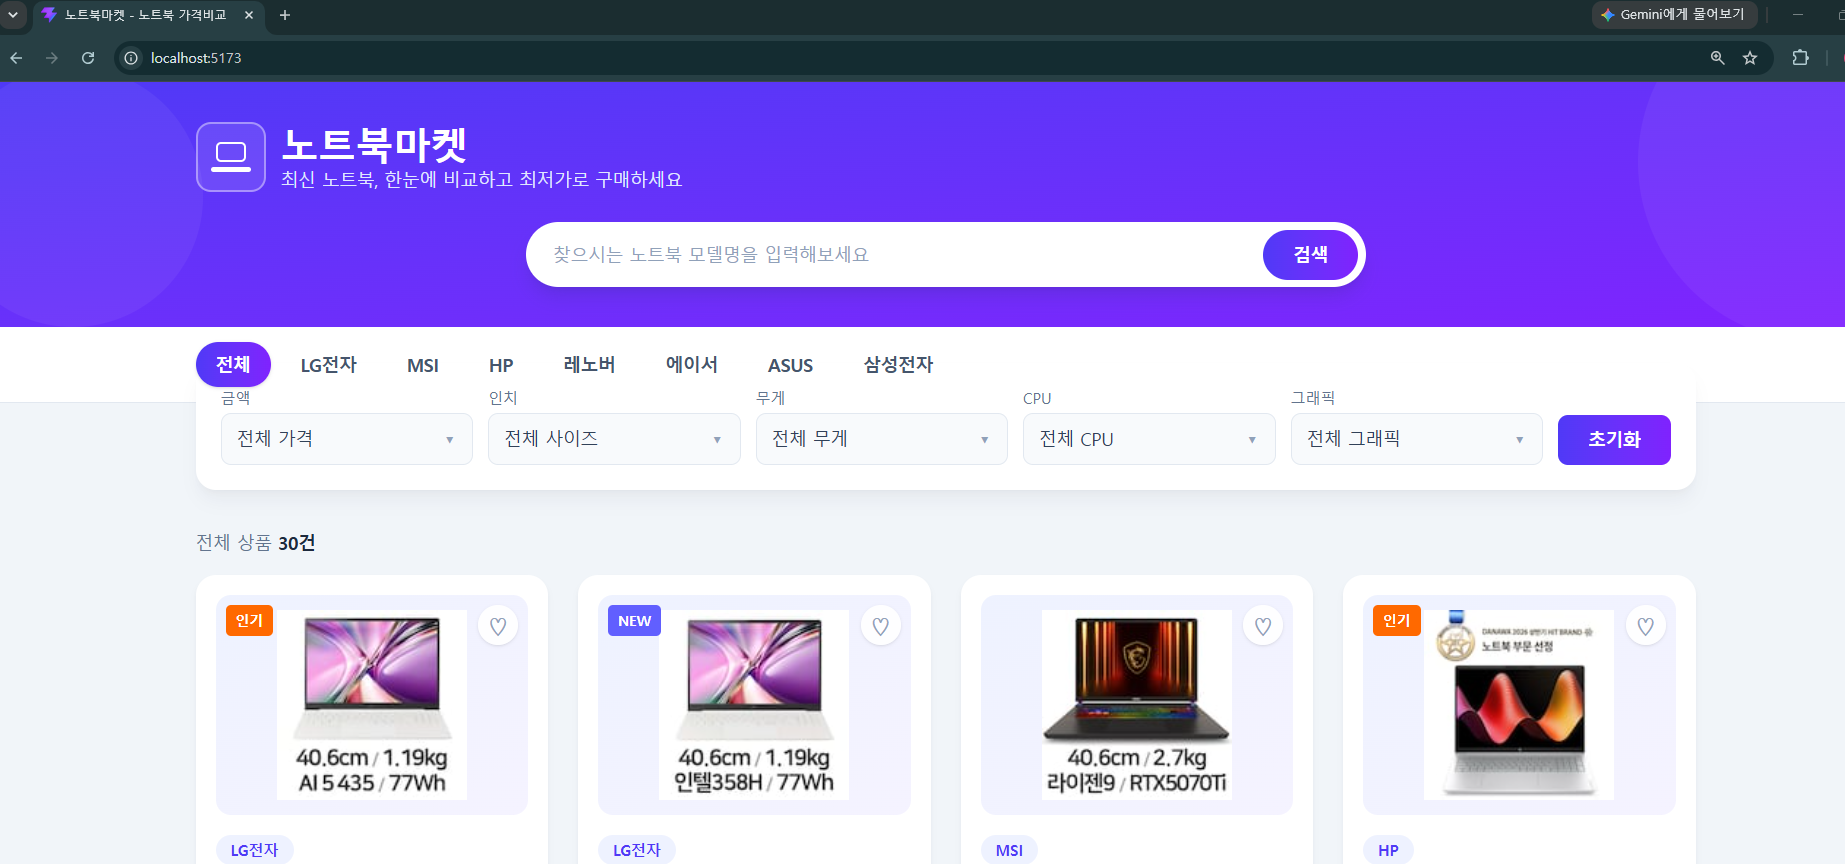 노트북마켓 - 노트북 가격비교
Gemini에게 물어보기
localhost:5173
노트북마켓
최신 노트북, 한눈에 비교하고 최저가로 구매하세요
찾으시는 노트북 모델명을 입력해보세요
검색
전체 LG전자 MSI HP 레노버 에이서 ASUS 삼성전자
금액 인치 무게 CPU 그래픽
전체 가격 전체 사이즈 전체 무게 전체 CPU 전체 그래픽 초기화
전체 상품 30건
인기
40.6cm / 1.19kg
AI 5 435 / 77Wh
LG전자
NEW
40.6cm / 1.19kg
인텔358H / 77Wh
LG전자
40.6cm / 2.7kg
라이젠9 / RTX5070Ti
MSI
인기
DANAWA 2026 상반기 HIT BRAND
노트북 부문 선정
HP